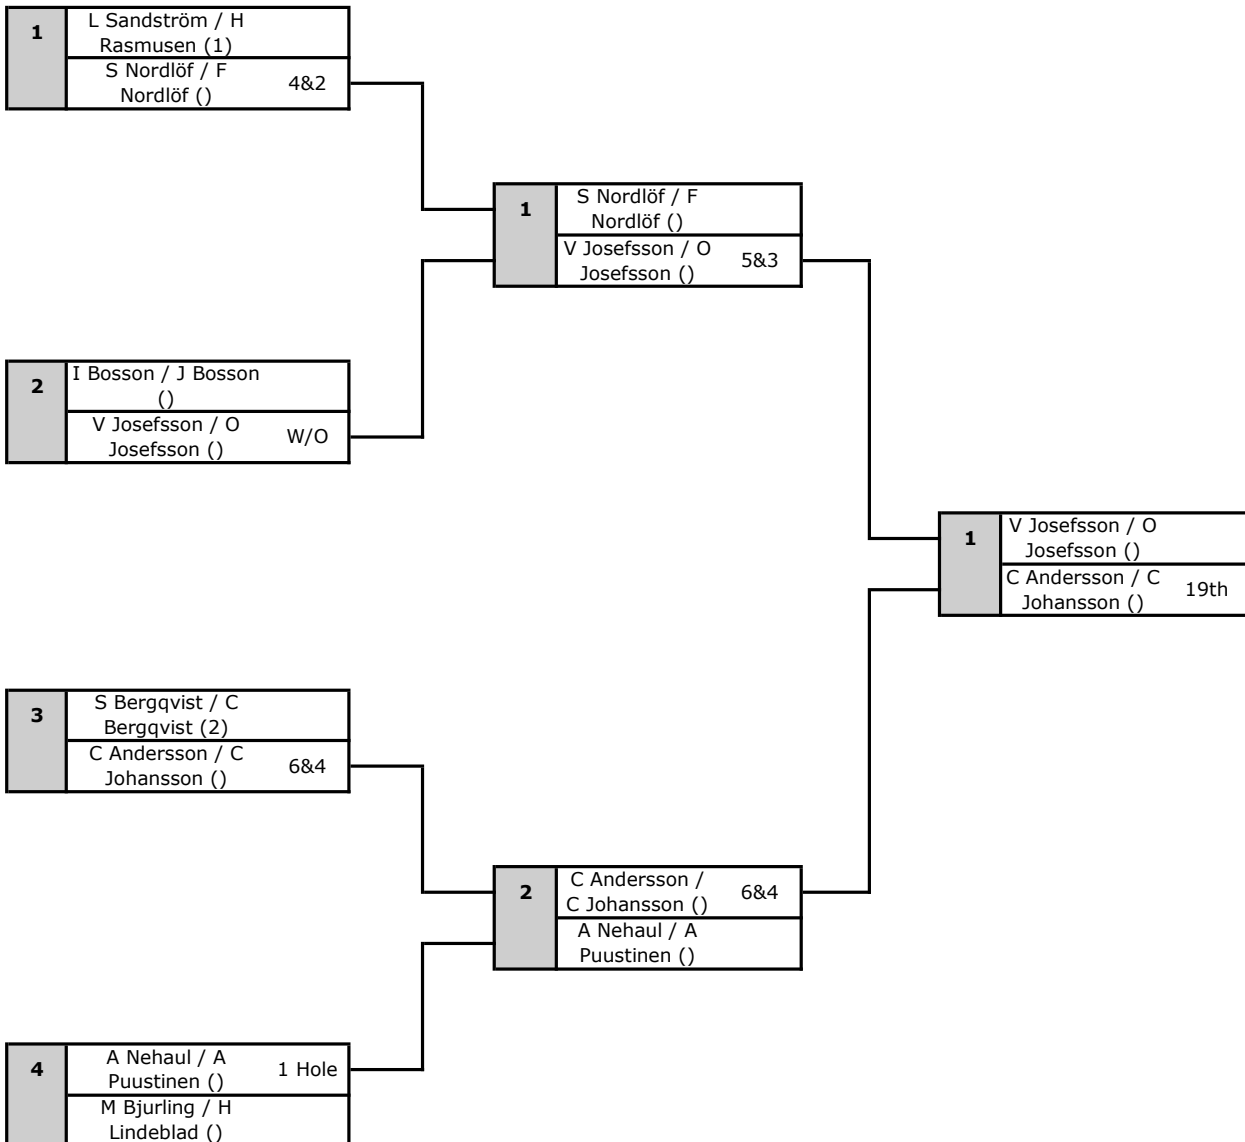 1
L Sandström / H
Rasmusen (1)
S Nordlöf / F
Nordlöf ()
4&2
1
S Nordlöf / F
Nordlöf ()
V Josefsson / O
Josefsson ()
5&3
2
I Bosson / J Bosson
()
V Josefsson / O
Josefsson ()
W/O
1
V Josefsson / O
Josefsson ()
C Andersson / C
Johansson ()
19th
3
S Bergqvist / C
Bergqvist (2)
C Andersson / C
Johansson ()
6&4
2
C Andersson /
C Johansson ()
6&4
A Nehaul / A
Puustinen ()
4
A Nehaul / A
Puustinen ()
1 Hole
M Bjurling / H
Lindeblad ()